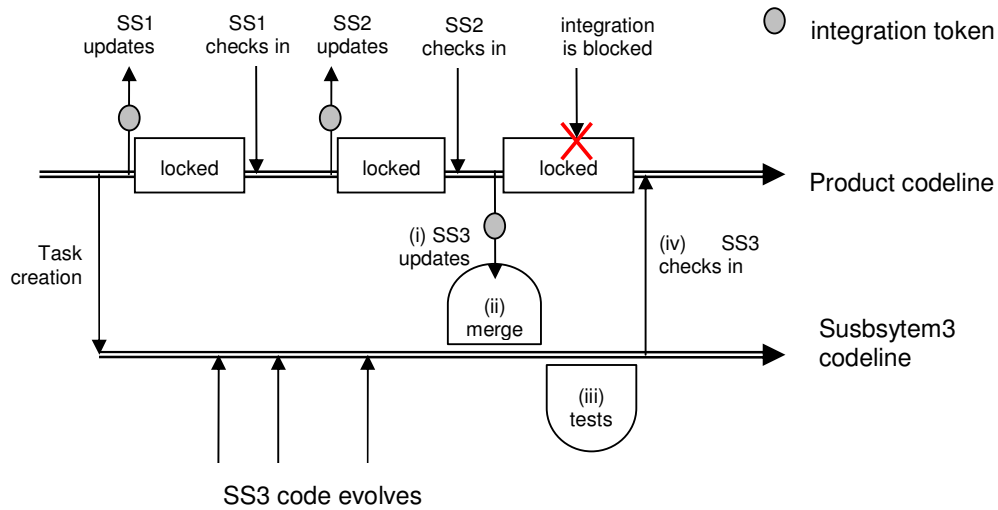 SS1
updates
SS1
checks in
SS2
updates
SS2
checks in
integration
is blocked
integration token
locked
locked
locked
Product codeline
Task
creation
(i) SS3
updates
(iv) SS3
checks in
(ii)
merge
Susbsytem3
codeline
(iii)
tests
SS3 code evolves